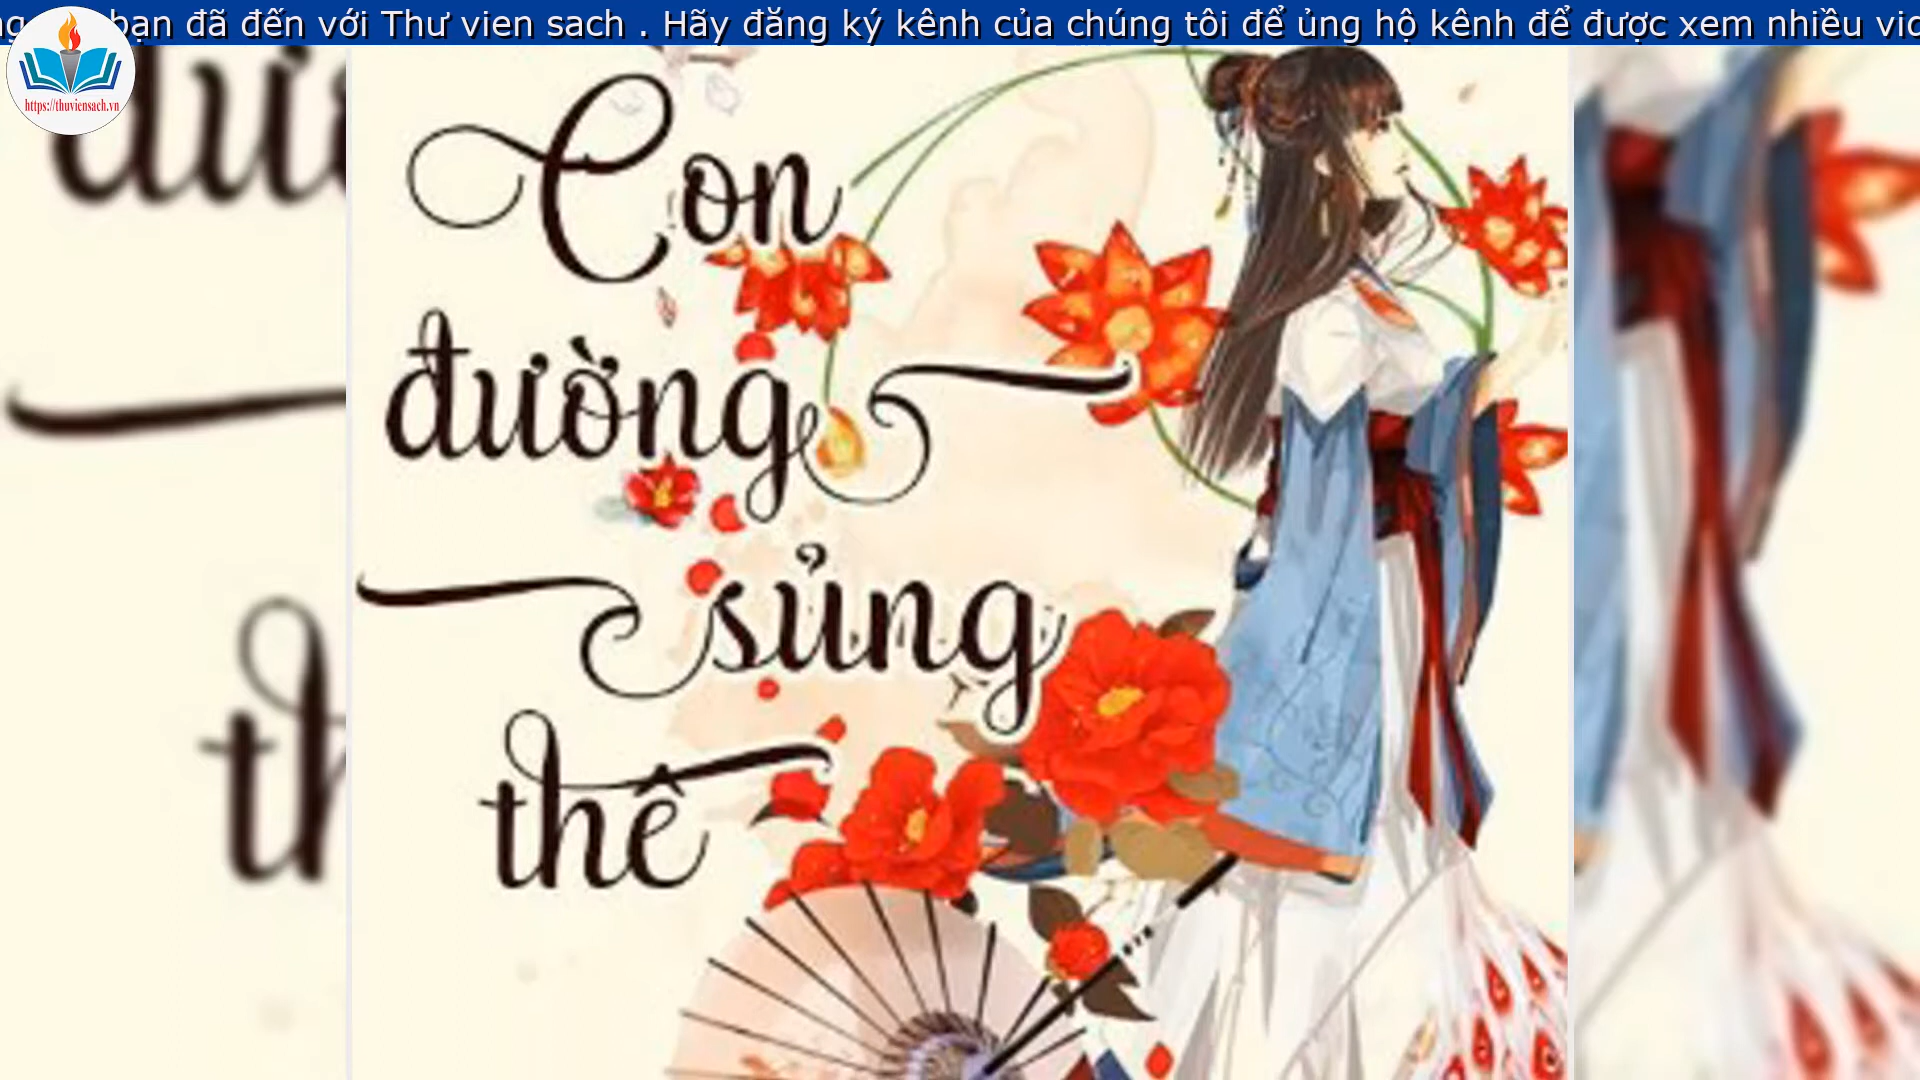 bạn đã đến với Thư vien sach . Hãy đăng ký kênh của chúng tôi để ủng hộ kênh để được xem nhiều
https://thuviensach.vn
Con
đường
sủng
thê